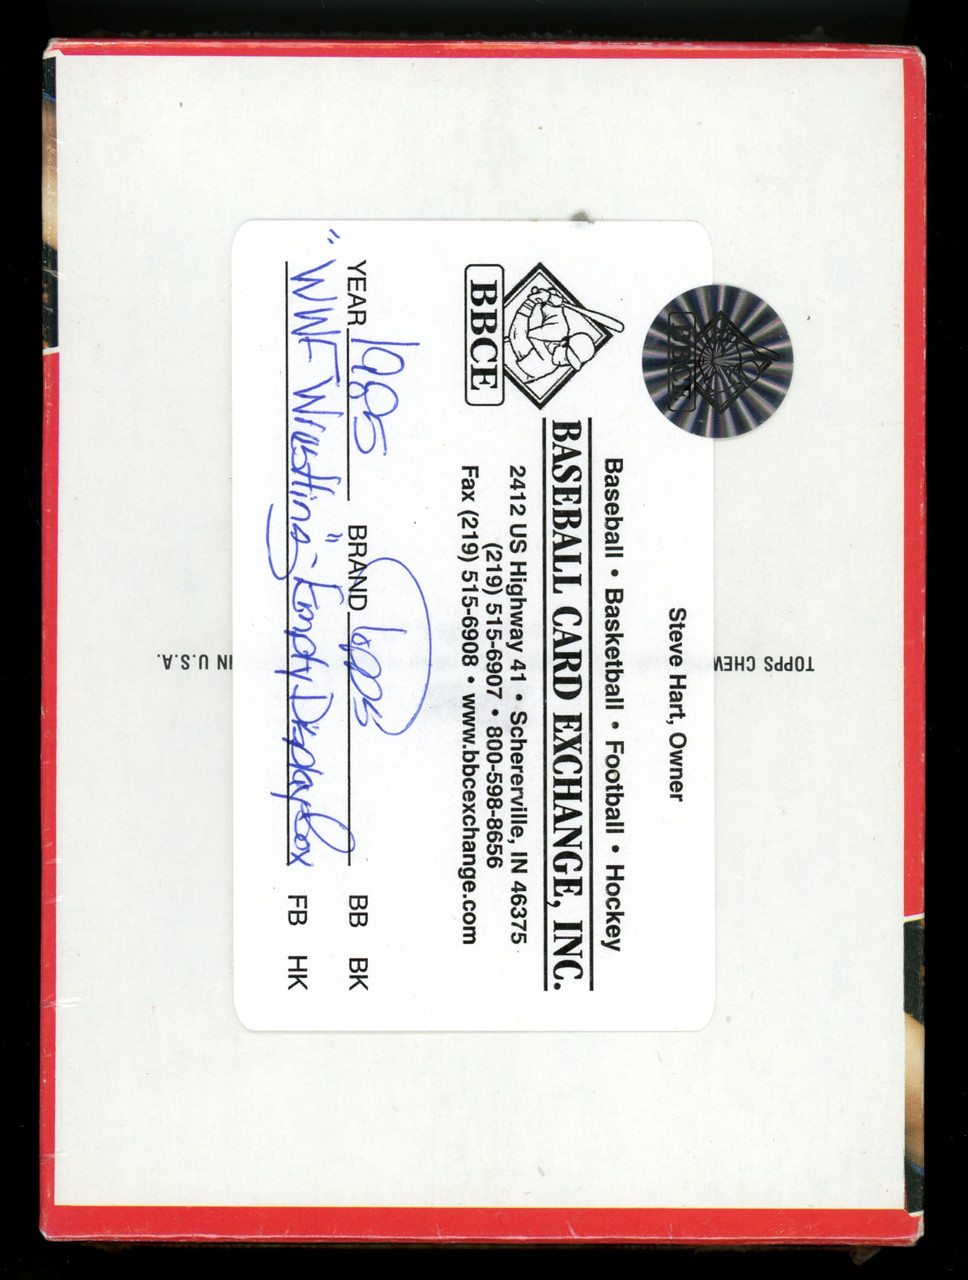 Steve Hart, Owner
Baseball • Basketball • Football • Hockey
BASEBALL CARD EXCHANGE, INC.
2412 US Highway 41 • Schererville, IN 46375
(219) 515-6907 • 800-598-8656
Fax (219) 515-6908 • www.bbcexchange.com
BBCE
BBCE
YEAR 1985 BRAND Topps BB BK
"WWF Wrestling" - Empty Display Box FB HK
TOPPS CHEW IN U.S.A.